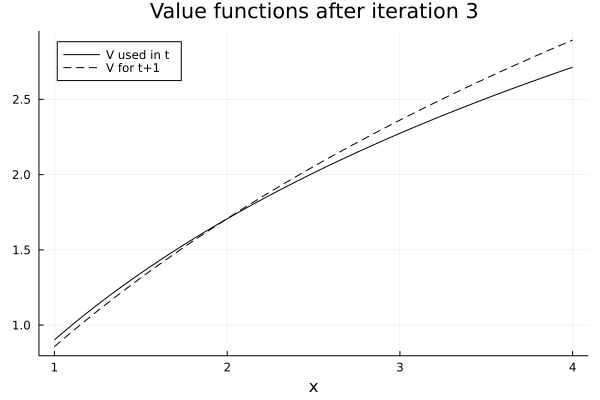 Value functions after iteration 3
V used in t
V for t+1
2.5
2.0
1.5
1.0
1 2 3 4
x